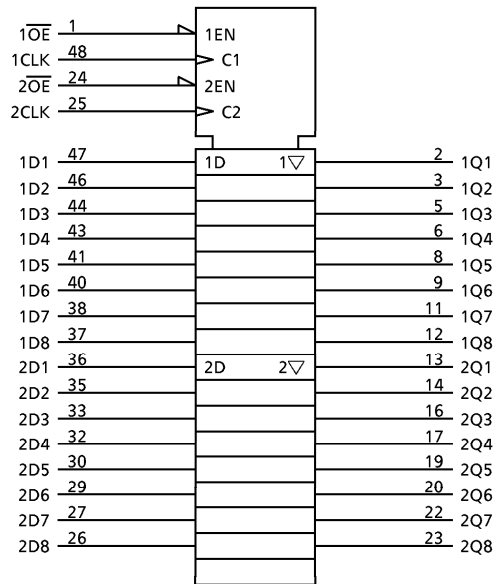 1O̅E̅ 1 1EN
1CLK 48 C1
2O̅E̅ 24 2EN
2CLK 25 C2
1D1 47 1D 1▽ 2 1Q1
1D2 46 3 1Q2
1D3 44 5 1Q3
1D4 43 6 1Q4
1D5 41 8 1Q5
1D6 40 9 1Q6
1D7 38 11 1Q7
1D8 37 12 1Q8
2D1 36 2D 2▽ 13 2Q1
2D2 35 14 2Q2
2D3 33 16 2Q3
2D4 32 17 2Q4
2D5 30 19 2Q5
2D6 29 20 2Q6
2D7 27 22 2Q7
2D8 26 23 2Q8